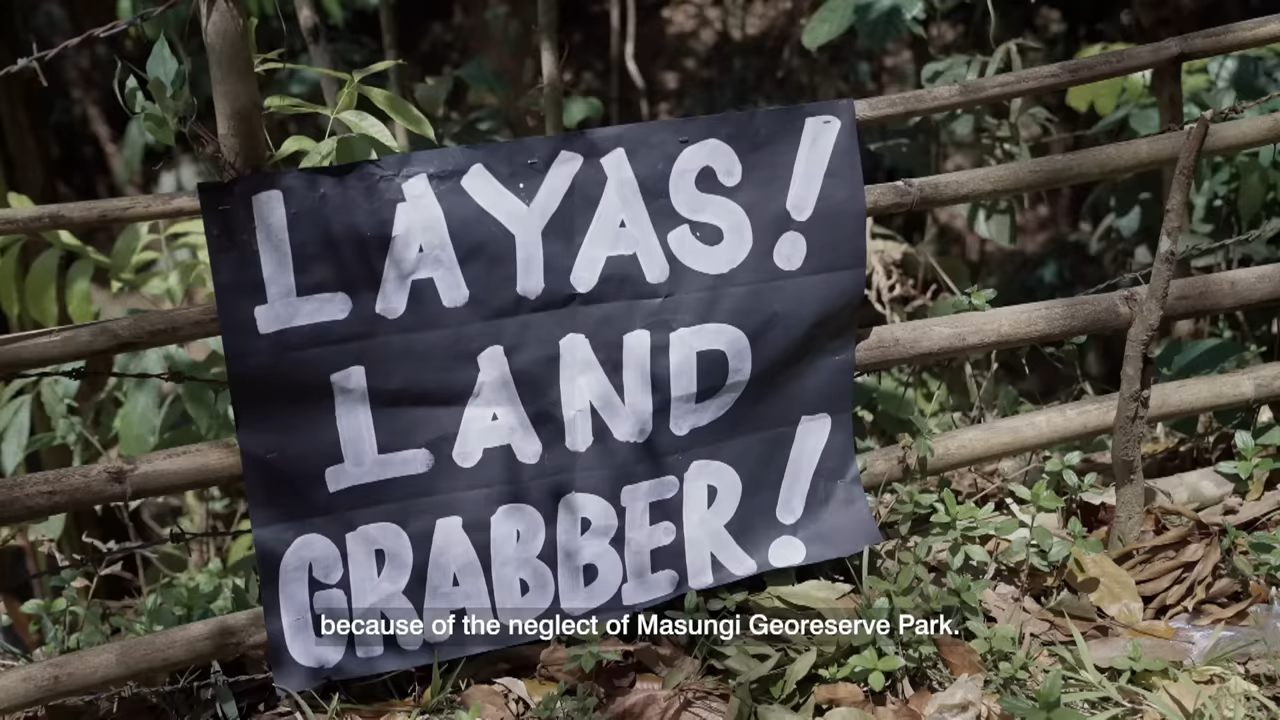 LAYAS!
LAND
GRABBER!
because of the neglect of Masungi Georeserve Park.